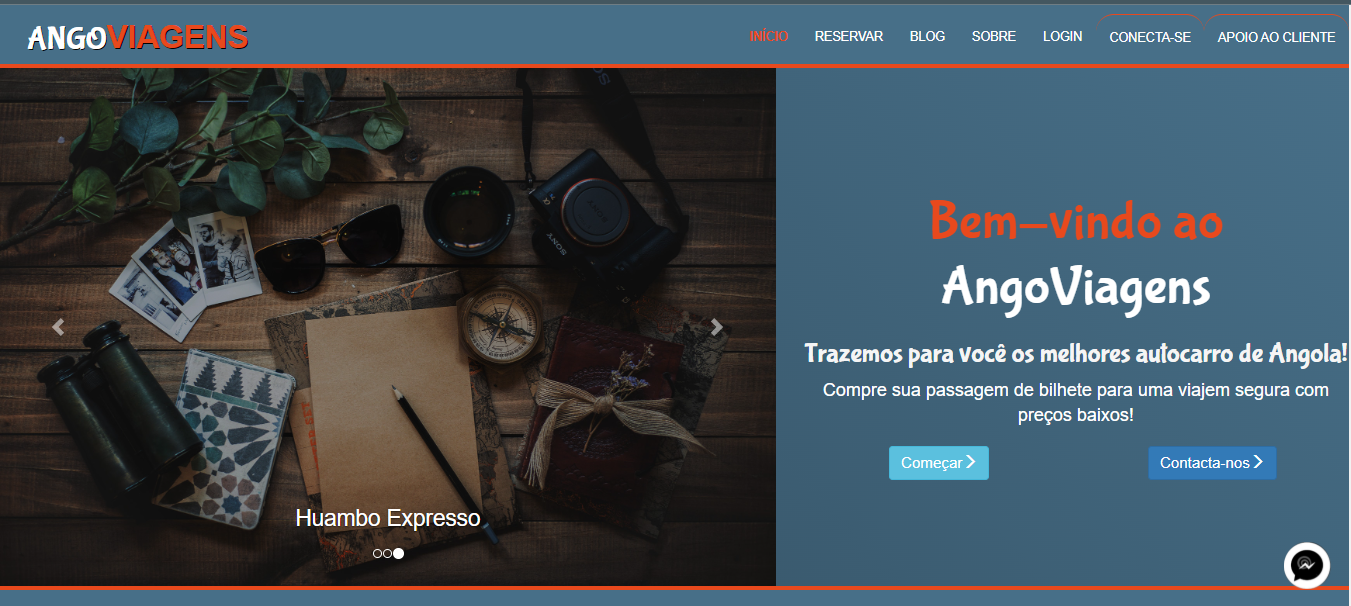 ANGOVIAGENS
INÍCIO RESERVAR BLOG SOBRE LOGIN CONECTA-SE APOIO AO CLIENTE
SONY
Huambo Expresso
Bem-vindo ao
AngoViagens
Trazemos para você os melhores autocarro de Angola!
Compre sua passagem de bilhete para uma viajem segura com
preços baixos!
Começar
Contacta-nos